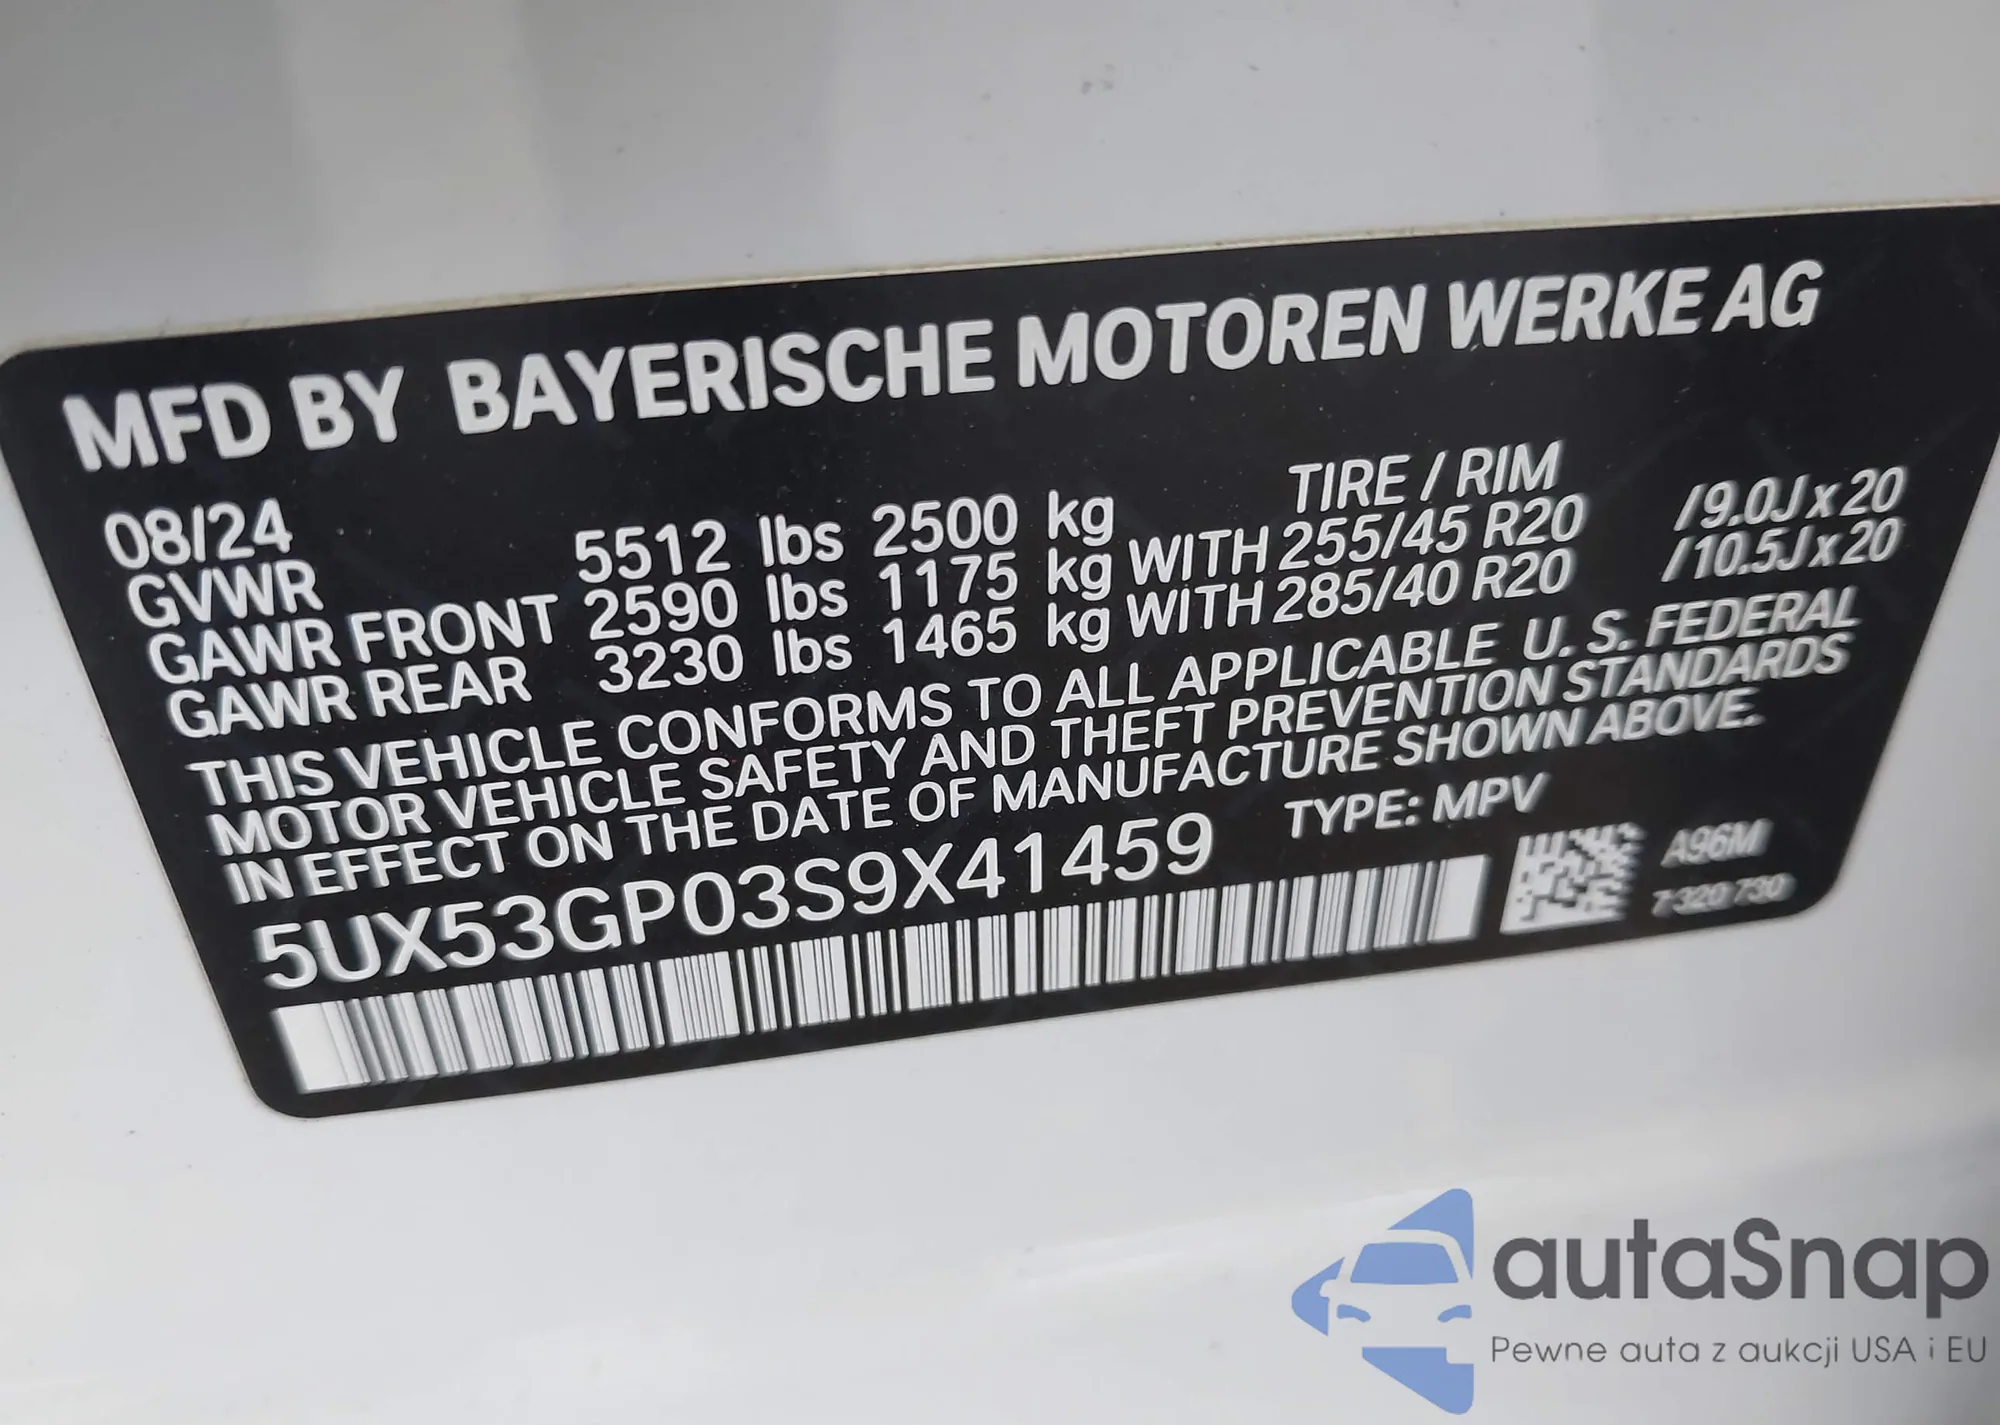 MFD BY BAYERISCHE MOTOREN WERKE AG
08/24 TIRE / RIM
GVWR 5512 lbs 2500 kg
GAWR FRONT 2590 lbs 1175 kg WITH 255/45 R20 /9.0J x 20
GAWR REAR 3230 lbs 1465 kg WITH 285/40 R20 /10.5J x 20
THIS VEHICLE CONFORMS TO ALL APPLICABLE U. S. FEDERAL
MOTOR VEHICLE SAFETY AND THEFT PREVENTION STANDARDS
IN EFFECT ON THE DATE OF MANUFACTURE SHOWN ABOVE.
5UX53GP03S9X41459 TYPE: MPV
A96M
7 320 730
autaSnap
Pewne auta z aukcji USA i EU